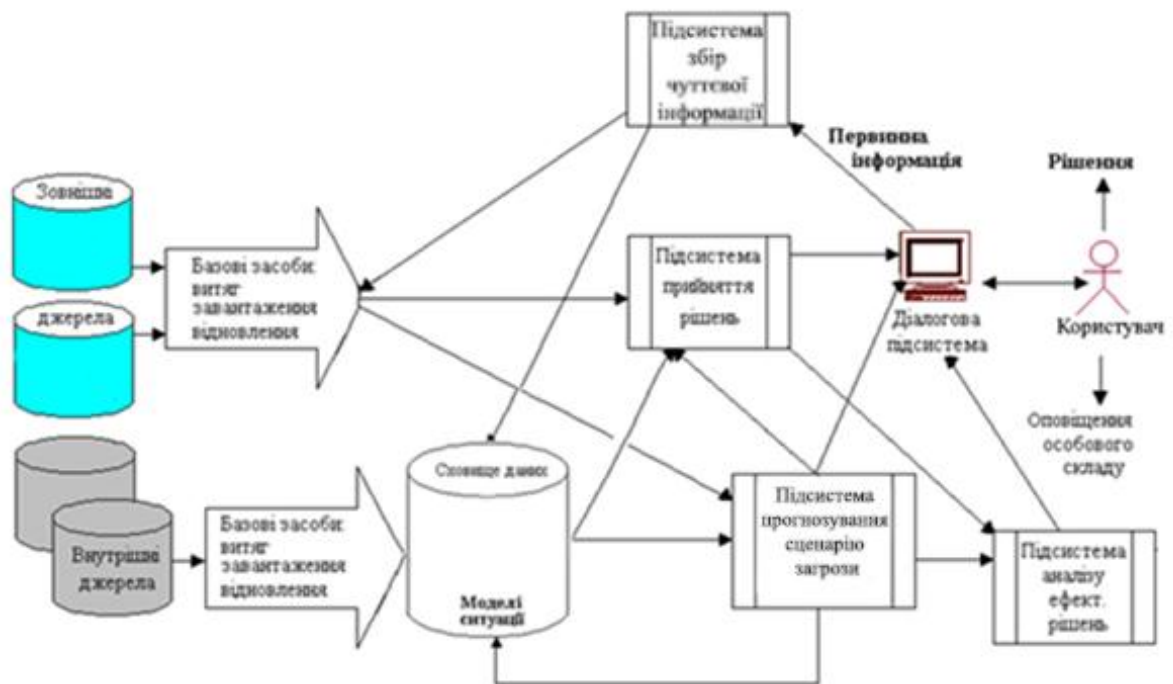 Підсистема
збір
чуттєвої
інформації
Первинна
інформація
Рішення
Зовнішні
джерела
Базові засоби:
витяг
завантаження
відновлення
Підсистема
прийняття
рішень
Діалогова
підсистема
Користувач
Оповіщення
особового
складу
Внутрішні
джерела
Базові засоби:
витяг
завантаження
відновлення
Сховище даних
Моделі
ситуації
Підсистема
прогнозування
сценарію
загрози
Підсистема
аналізу
ефект.
рішень